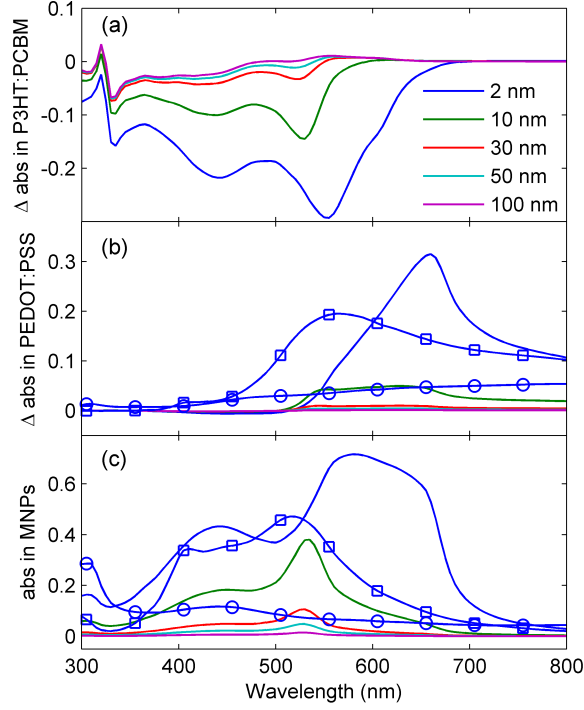 0.1
(a)
0
-0.1
-0.2
Δ abs in P3HT:PCBM
2 nm
10 nm
30 nm
50 nm
100 nm
(b)
0.3
0.2
0.1
0
Δ abs in PEDOT:PSS
(c)
0.6
0.4
0.2
0
abs in MNPs
300 400 500 600 700 800
Wavelength (nm)